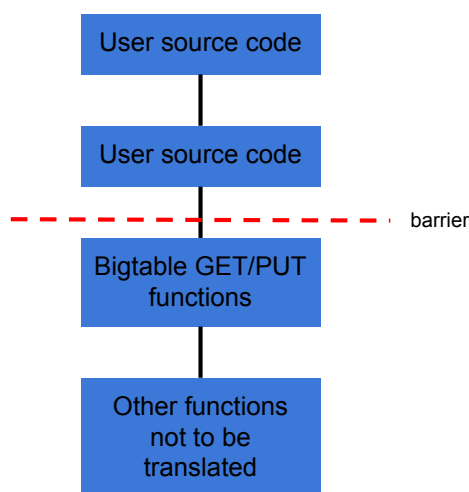 User source code
User source code
barrier
Bigtable GET/PUT
functions
Other functions
not to be
translated